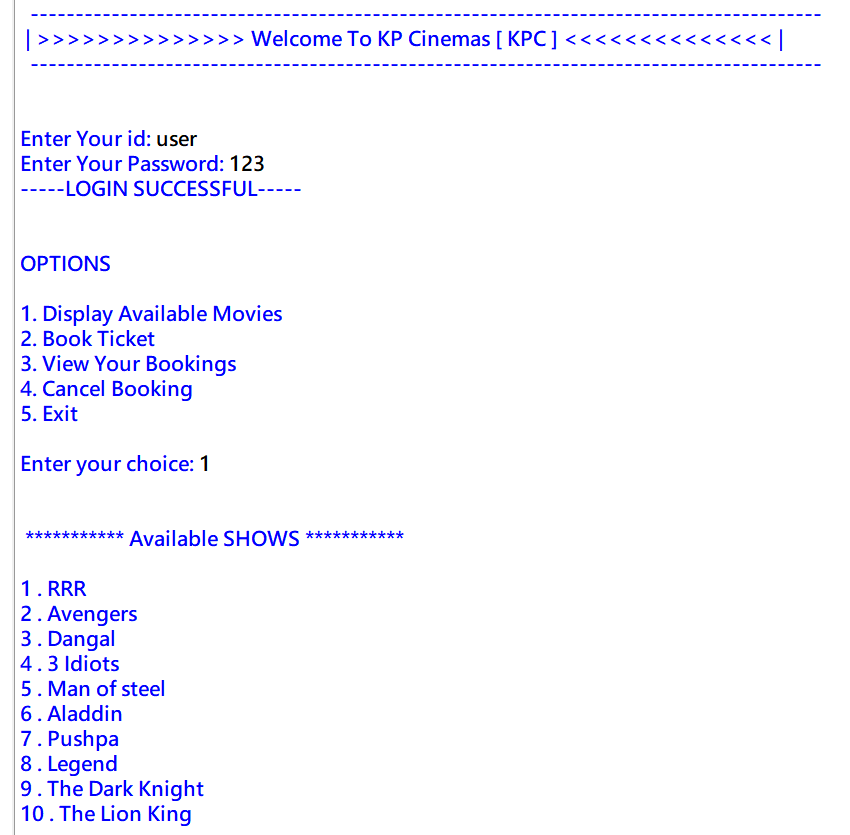 ---------------------------------------------------------------------------------------
| > > > > > > > > > > > > > > Welcome To KP Cinemas [ KPC ] < < < < < < < < < < < < < < |
---------------------------------------------------------------------------------------
Enter Your id: user
Enter Your Password: 123
-----LOGIN SUCCESSFUL-----
OPTIONS
1. Display Available Movies
2. Book Ticket
3. View Your Bookings
4. Cancel Booking
5. Exit
Enter your choice: 1
*********** Available SHOWS ***********
1 . RRR
2 . Avengers
3 . Dangal
4 . 3 Idiots
5 . Man of steel
6 . Aladdin
7 . Pushpa
8 . Legend
9 . The Dark Knight
10 . The Lion King